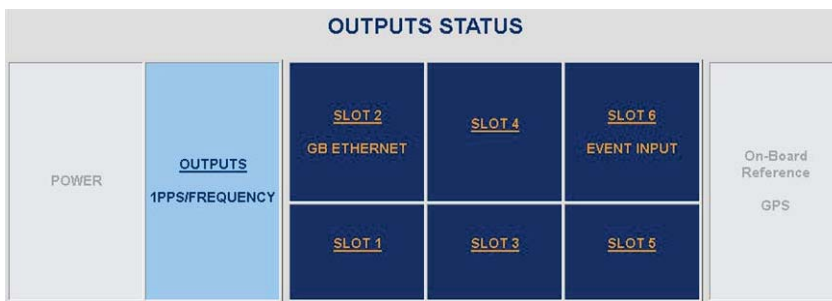 OUTPUTS STATUS
POWER
OUTPUTS
1PPS/FREQUENCY
SLOT 2
GB ETHERNET
SLOT 4
SLOT 6
EVENT INPUT
SLOT 1
SLOT 3
SLOT 5
On-Board
Reference
GPS